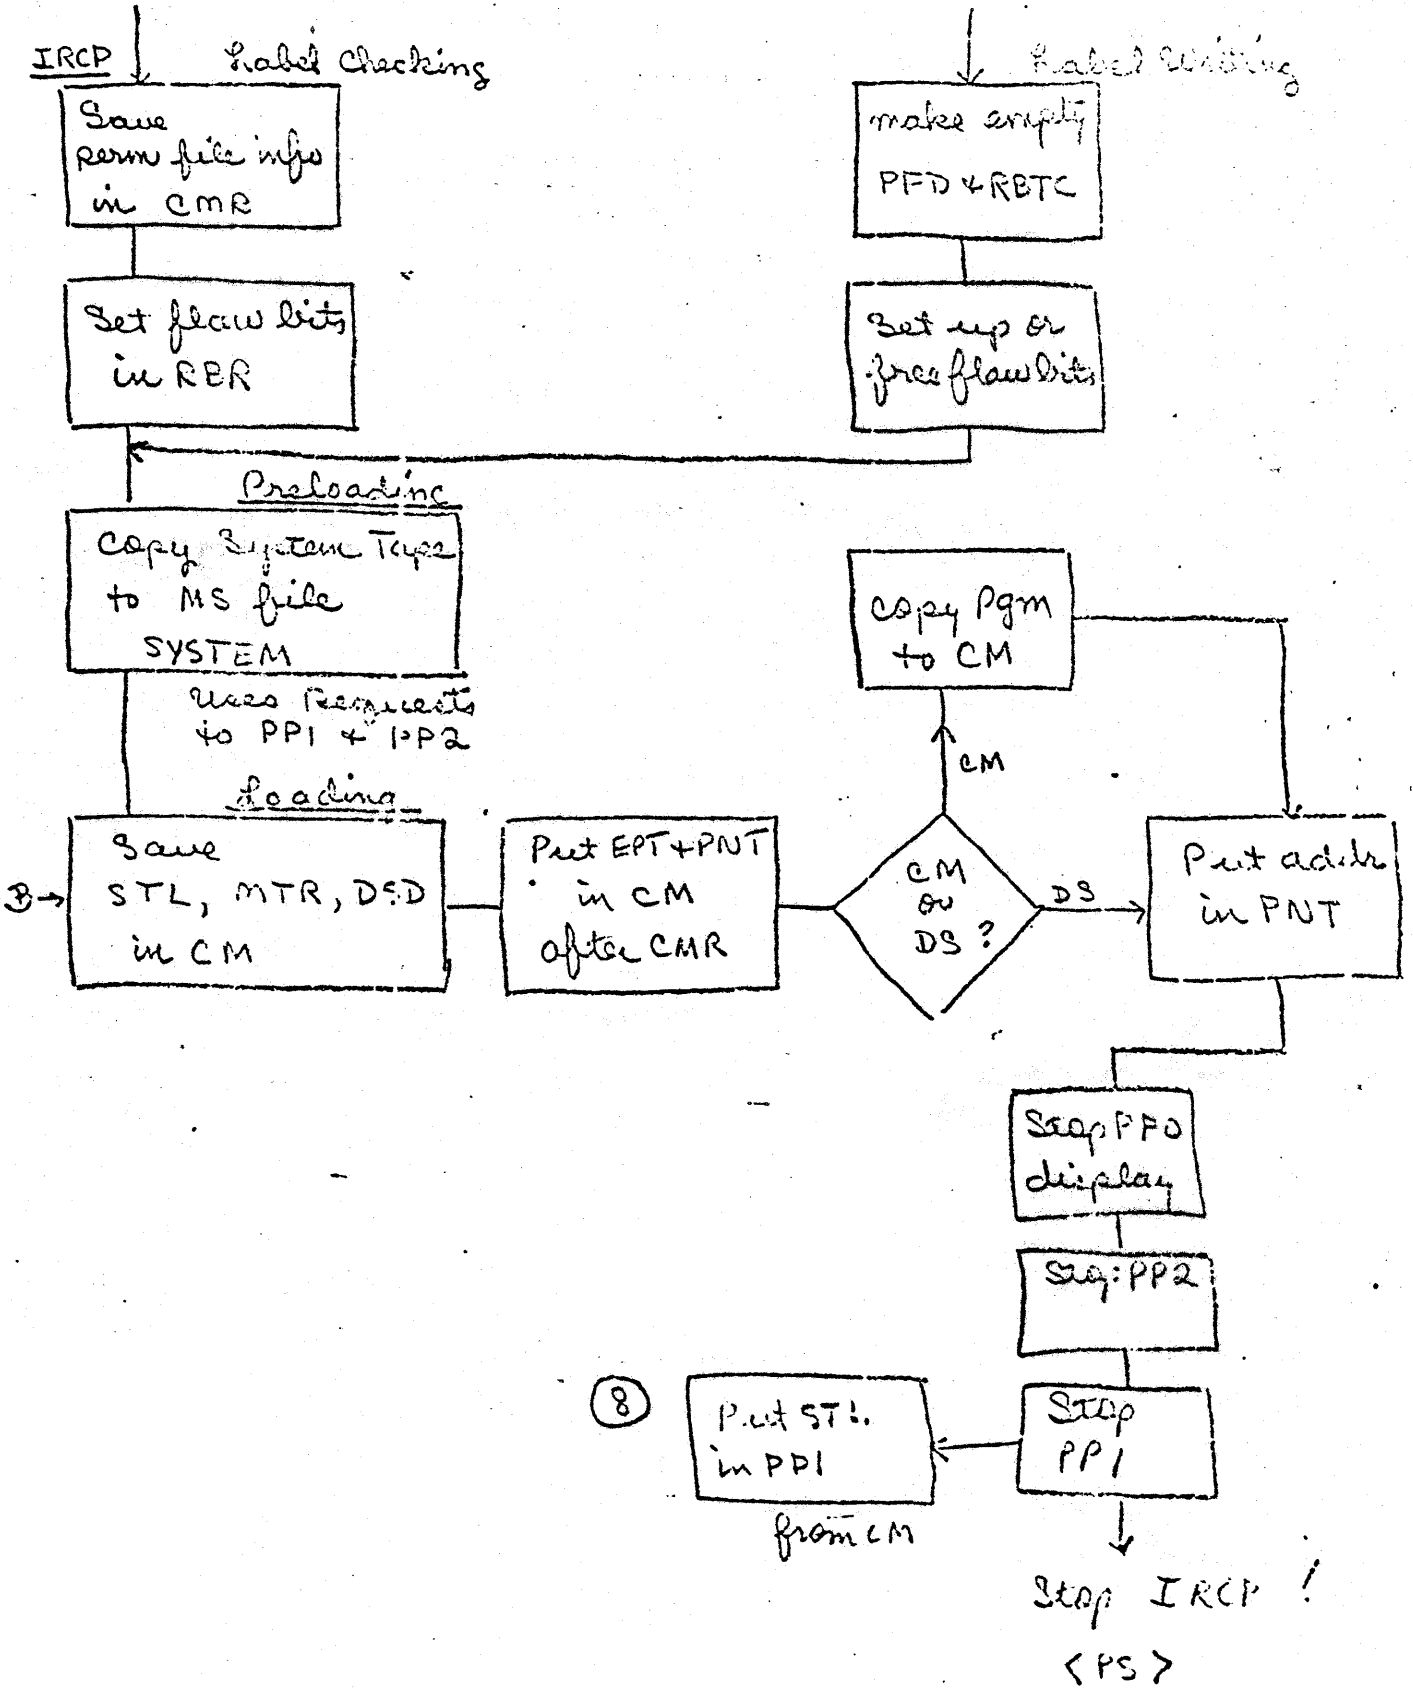 IRCP
Label Checking
Label Writing
Save
perm file info
in CMR
make empty
PFD + RBTC
Set flaw bits
in RBR
Set up or
free flaw bits
Preloading
Copy System Tape
to MS file
SYSTEM
Uses Requests
to PP1 + PP2
Copy Pgm
to CM
CM
Loading
B
Save
STL, MTR, DSD
in CM
Put EPT + PNT
in CM
after CMR
CM
or
DS?
DS
Put addr
in PNT
Stop PFD
display
Stop PP2
8
Put STL
in PP1
from CM
Stop
PP1
Stop IRCP!
<PS>